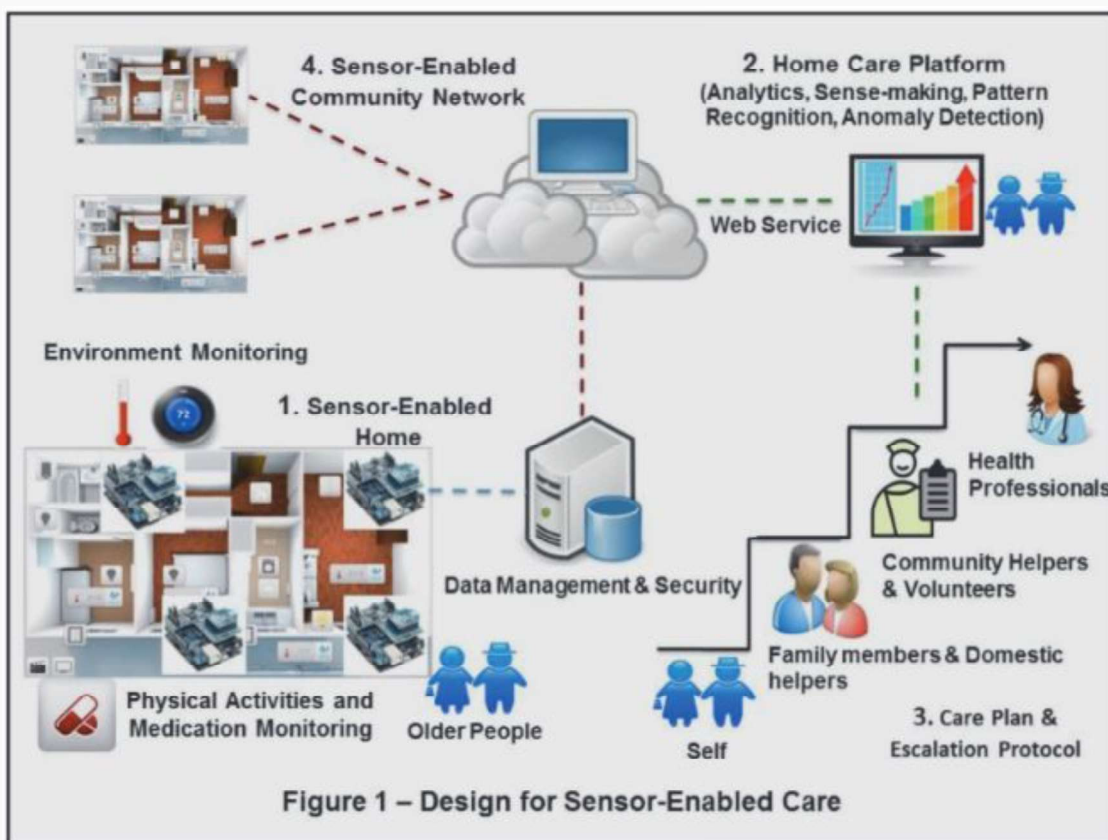 4. Sensor-Enabled
Community Network
2. Home Care Platform
(Analytics, Sense-making, Pattern
Recognition, Anomaly Detection)
Web Service
Environment Monitoring
72
1. Sensor-Enabled
Home
Data Management & Security
Physical Activities and
Medication Monitoring
Older People
Self
Family members & Domestic
helpers
Community Helpers
& Volunteers
Health
Professionals
3. Care Plan &
Escalation Protocol
Figure 1 – Design for Sensor-Enabled Care